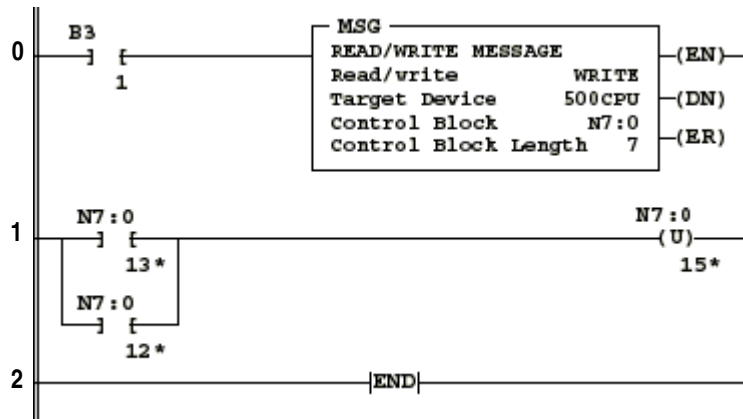 MSG
B3
0
READ/WRITE MESSAGE
(EN)
] [
1
Read/write WRITE
Target Device 500CPU
(DN)
Control Block N7:0
(ER)
Control Block Length 7
N7:0
N7:0
1
] [
(U)
13*
15*
N7:0
] [
12*
2
END